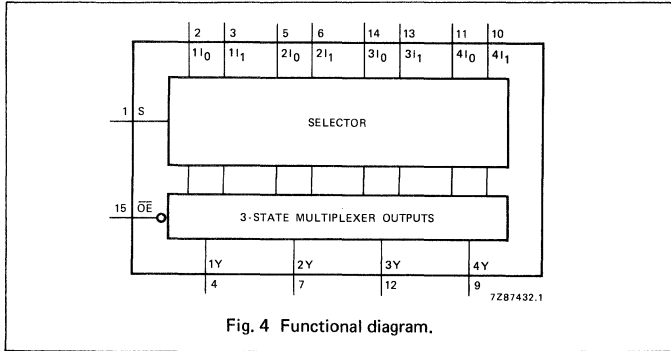 2 3 5 6 14 13 11 10
1I0 1I1 2I0 2I1 3I0 3I1 4I0 4I1
1 S
SELECTOR
15 OE
3-STATE MULTIPLEXER OUTPUTS
1Y 2Y 3Y 4Y
4 7 12 9
7Z87432.1
Fig. 4 Functional diagram.